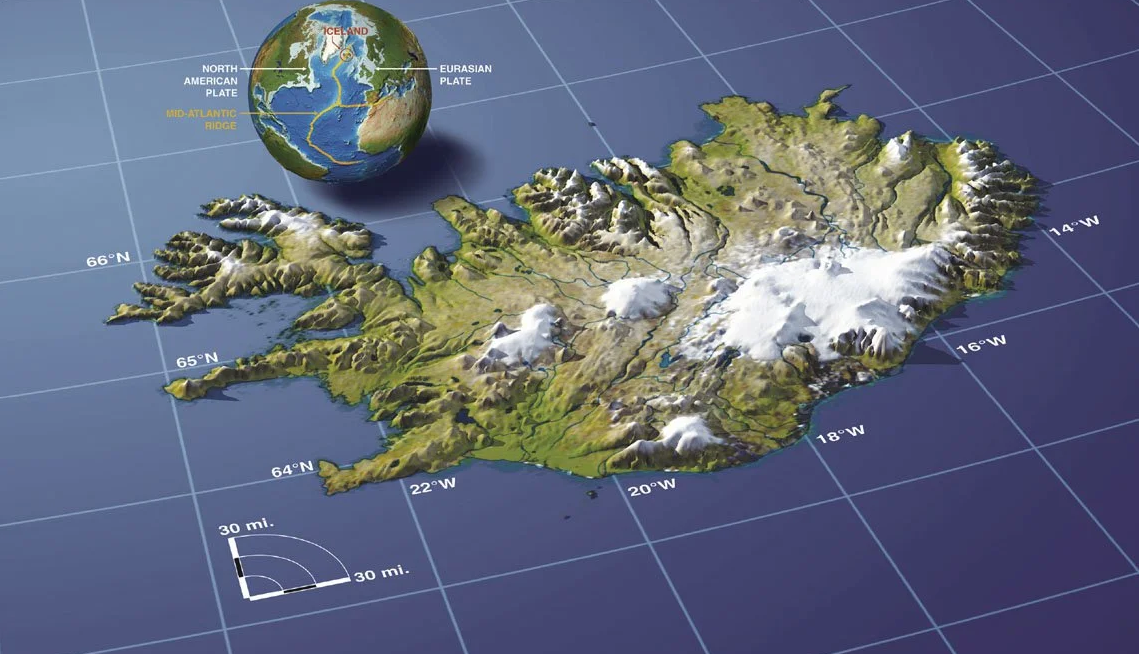 ICELAND
NORTH
AMERICAN
PLATE
EURASIAN
PLATE
MID-ATLANTIC
RIDGE
66°N
65°N
64°N
22°W
20°W
18°W
16°W
14°W
30 mi.
30 mi.